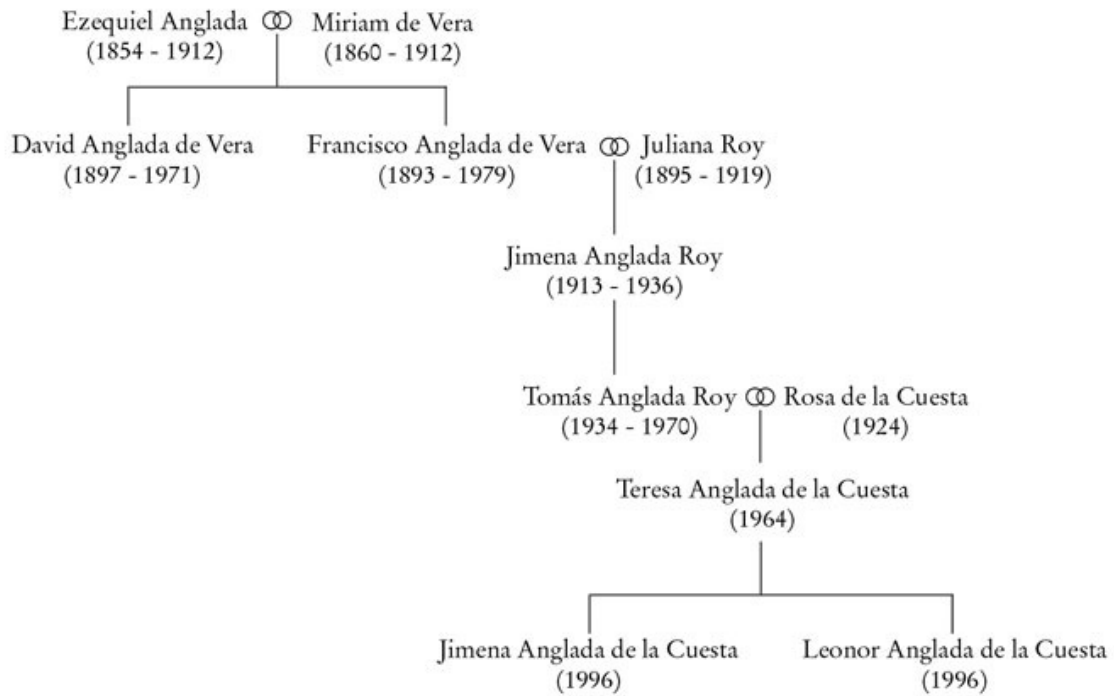 Ezequiel Anglada Miriam de Vera
(1854 - 1912) (1860 - 1912)
David Anglada de Vera Francisco Anglada de Vera Juliana Roy
(1897 - 1971) (1893 - 1979) (1895 - 1919)
Jimena Anglada Roy
(1913 - 1936)
Tomás Anglada Roy Rosa de la Cuesta
(1934 - 1970) (1924)
Teresa Anglada de la Cuesta
(1964)
Jimena Anglada de la Cuesta Leonor Anglada de la Cuesta
(1996) (1996)